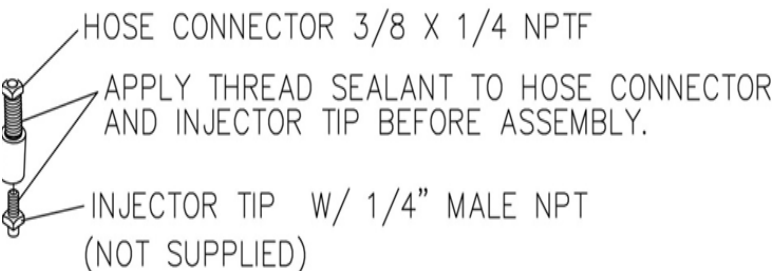 HOSE CONNECTOR 3/8 X 1/4 NPTF
APPLY THREAD SEALANT TO HOSE CONNECTOR
AND INJECTOR TIP BEFORE ASSEMBLY.
INJECTOR TIP W/ 1/4” MALE NPT
(NOT SUPPLIED)